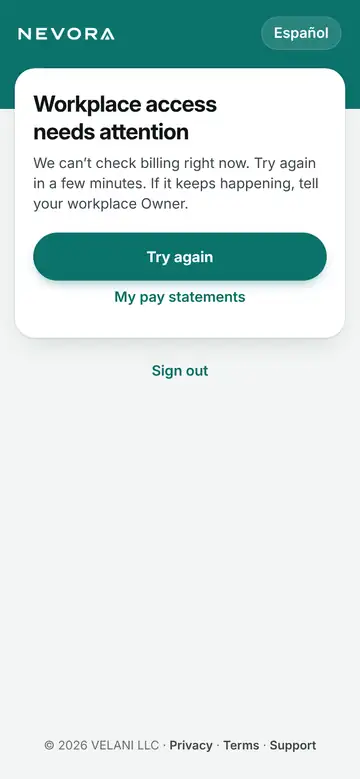 NEVORA
Español
Workplace access
needs attention
We can’t check billing right now. Try again
in a few minutes. If it keeps happening, tell
your workplace Owner.
Try again
My pay statements
Sign out
© 2026 VELANI LLC · Privacy · Terms · Support